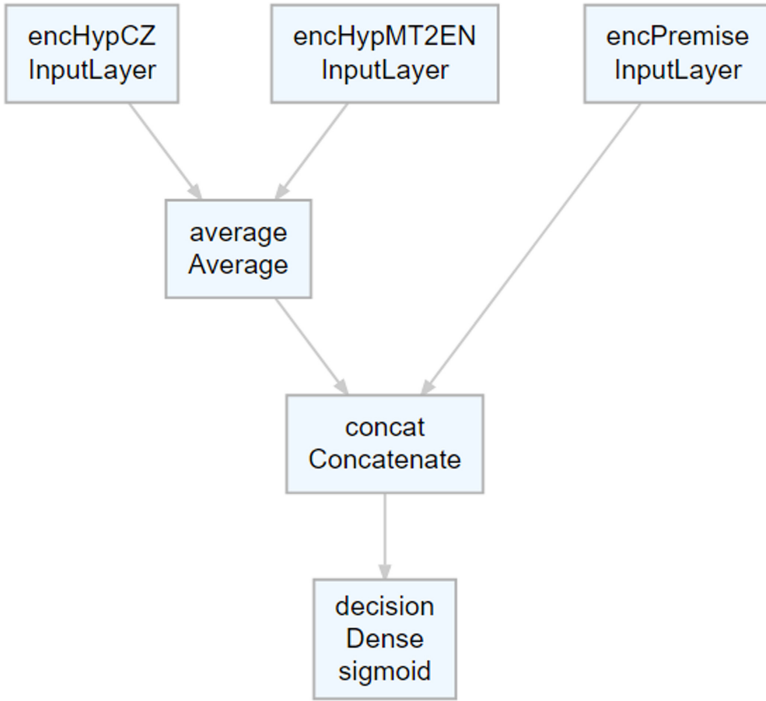 encHypCZ
InputLayer
encHypMT2EN
InputLayer
encPremise
InputLayer
average
Average
concat
Concatenate
decision
Dense
sigmoid